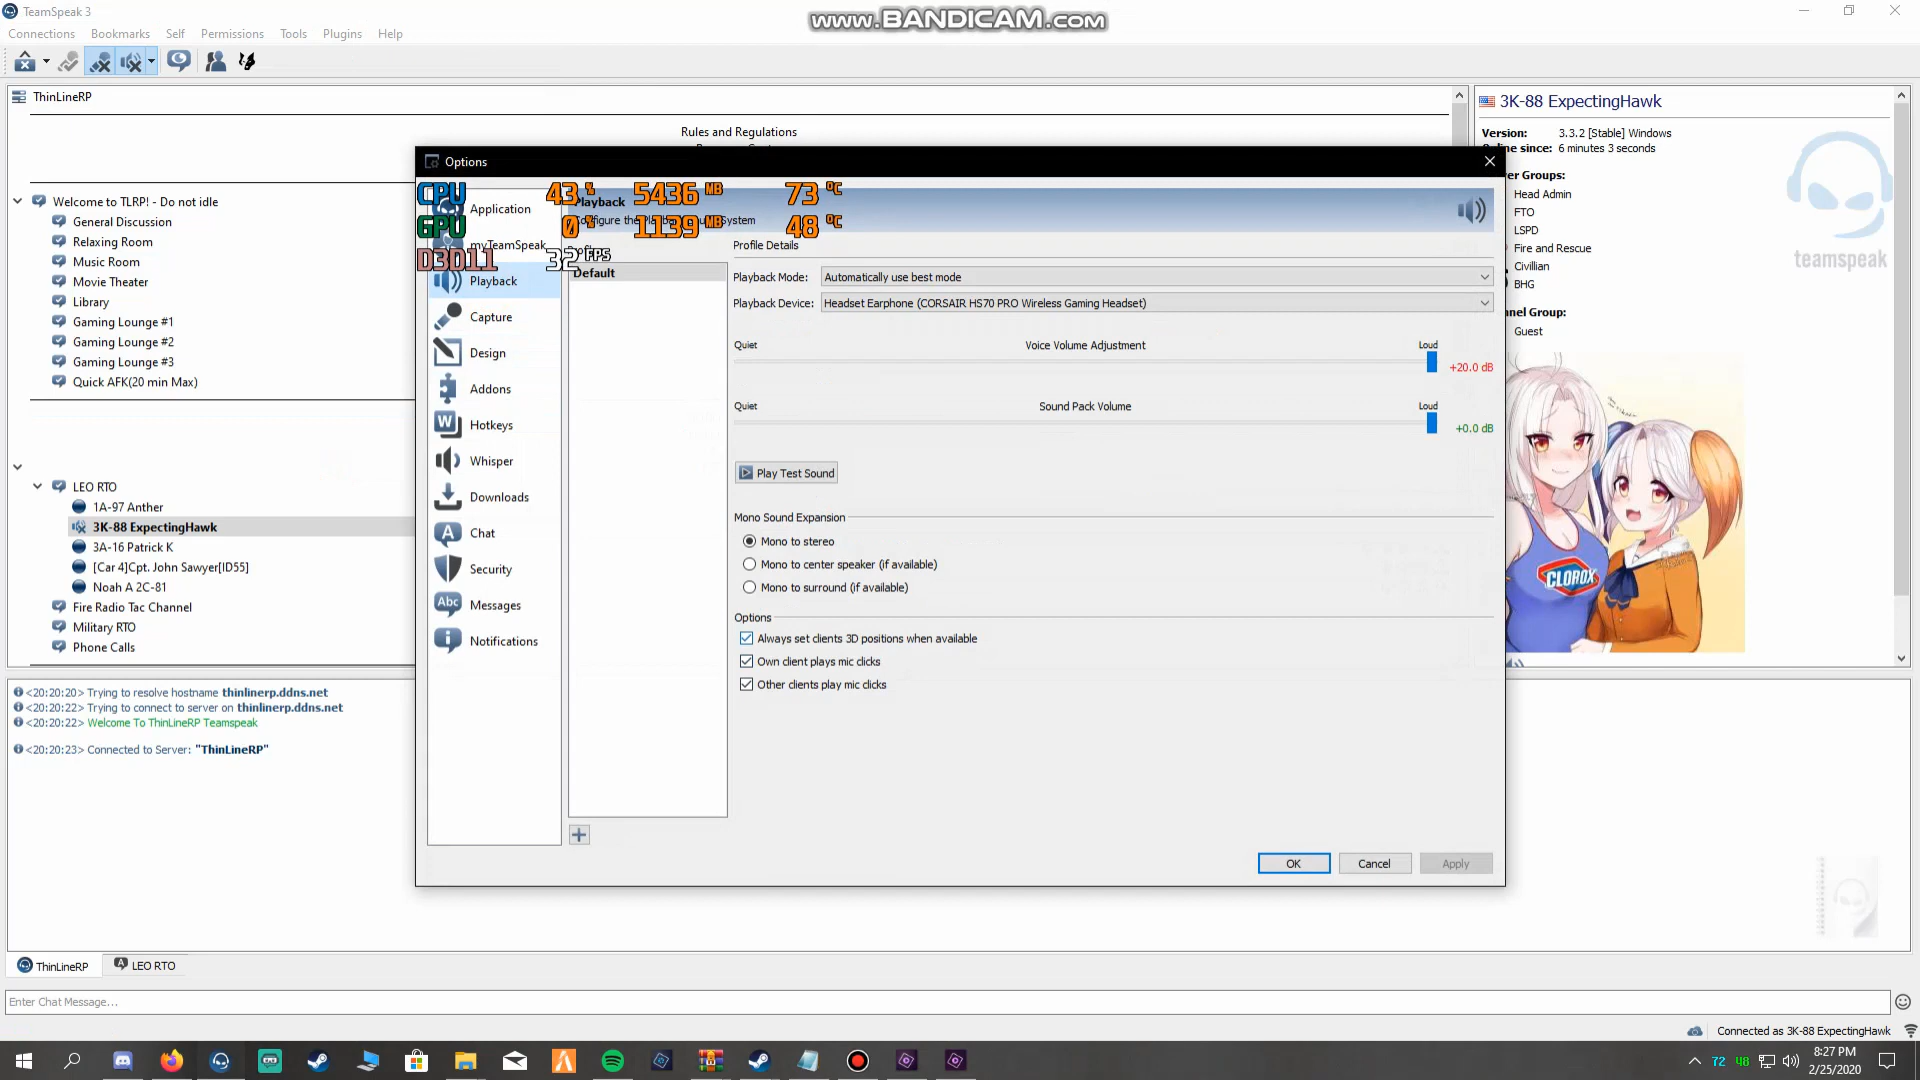 TeamSpeak 3
www.BANDICAM.com
Connections Bookmarks Self Permissions Tools Plugins Help
ThinLineRP
Rules and Regulations
Welcome to TLRP! - Do not idle
General Discussion
Relaxing Room
Music Room
Movie Theater
Library
Gaming Lounge #1
Gaming Lounge #2
Gaming Lounge #3
Quick AFK(20 min Max)
LEO RTO
1A-97 Anther
3K-88 ExpectingHawk
3A-16 Patrick K
[Car 4]Cpt. John Sawyer[ID55]
Noah A 2C-81
Fire Radio Tac Channel
Military RTO
Phone Calls
Options
CPU 43 % 5436 MB 73 °C
GPU 0 % 1139 MB 48 °C
D3D11 32 FPS
Application
myTeamSpeak
Playback
Capture
Design
Addons
Hotkeys
Whisper
Downloads
Chat
Security
Messages
Notifications
Playback
Default
Profile Details
Playback Mode: Automatically use best mode
Playback Device: Headset Earphone (CORSAIR HS70 PRO Wireless Gaming Headset)
Quiet Voice Volume Adjustment Loud
+20.0 dB
Quiet Sound Pack Volume Loud
+0.0 dB
Play Test Sound
Mono Sound Expansion
Mono to stereo
Mono to center speaker (if available)
Mono to surround (if available)
Options
Always set clients 3D positions when available
Own client plays mic clicks
Other clients play mic clicks
OK Cancel Apply
3K-88 ExpectingHawk
Version: 3.3.2 [Stable] Windows
line since: 6 minutes 3 seconds
er Groups:
Head Admin
FTO
LSPD
Fire and Rescue
Civillian
BHG
nel Group:
Guest
teamspeak
CLOROX
<20:20:20> Trying to resolve hostname thinlinerp.ddns.net
<20:20:22> Trying to connect to server on thinlinerp.ddns.net
<20:20:22> Welcome To ThinLineRP Teamspeak
<20:20:23> Connected to Server: "ThinLineRP"
ThinLineRP LEO RTO
Enter Chat Message...
Connected as 3K-88 ExpectingHawk
72 48
8:27 PM
2/25/2020